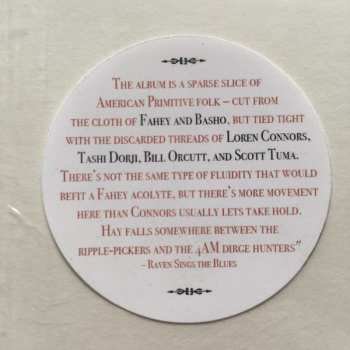 The album is a sparse slice of
American Primitive folk – cut from
the cloth of Fahey and Basho, but tied tight
with the discarded threads of Loren Connors,
Tashi Dorji, Bill Orcutt, and Scott Tuma.
There's not the same type of fluidity that would
befit a Fahey acolyte, but there's more movement
here than Connors usually lets take hold.
Hay falls somewhere between the
ripple-pickers and the 4AM dirge hunters"
– Raven Sings the Blues